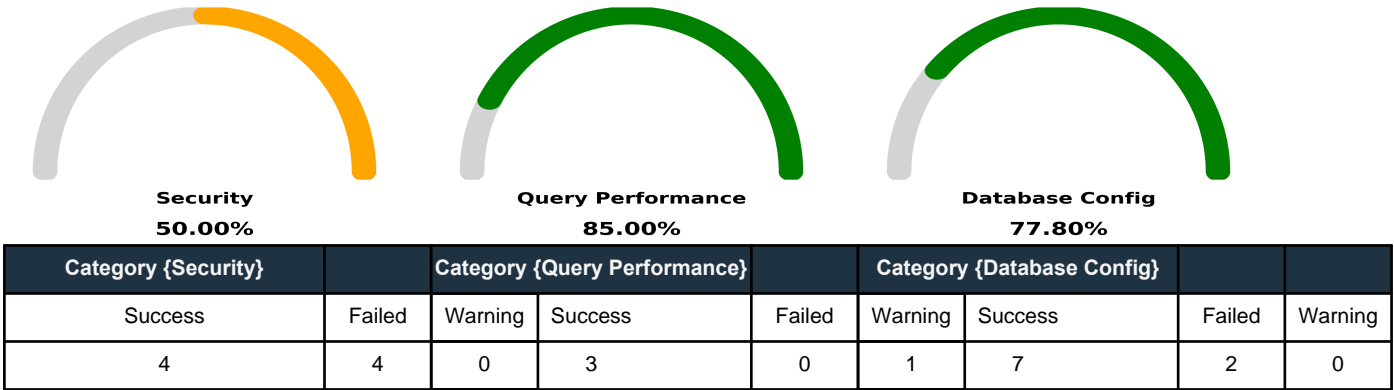 Security
50.00%
Query Performance
85.00%
Database Config
77.80%
Category {Security} Category {Query Performance} Category {Database Config}
Success Failed Warning Success Failed Warning Success Failed Warning
4 4 0 3 0 1 7 2 0